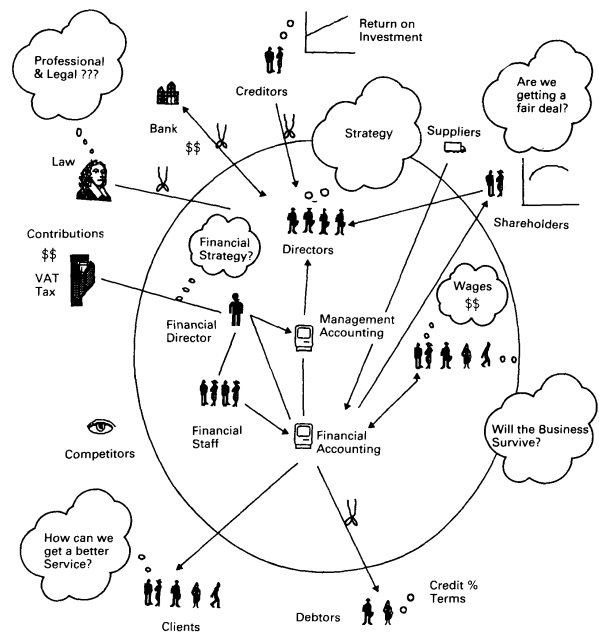 Return on
Investment
Professional
& Legal ???
Creditors
Are we
getting a
fair deal?
Bank
$$
Strategy
Suppliers
Law
Shareholders
Contributions
$$
VAT
Tax
Financial
Strategy?
Directors
Wages
$$
Financial
Director
Management
Accounting
Financial
Staff
Financial
Accounting
Will the Business
Survive?
Competitors
How can we
get a better
Service?
Clients
Debtors
Credit %
Terms